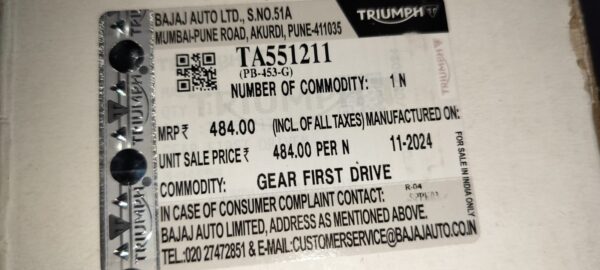 BAJAJ AUTO LTD., S.NO.51A
MUMBAI-PUNE ROAD, AKURDI, PUNE-411035
TRIUMPH
TA551211
(PB-453-G)
NUMBER OF COMMODITY: 1 N
MRP ₹ 484.00 (INCL.OF ALL TAXES) MANUFACTURED ON:
UNIT SALE PRICE ₹ 484.00 PER N 11-2024
COMMODITY: GEAR FIRST DRIVE
R-04
IN CASE OF CONSUMER COMPLAINT CONTACT:
BAJAJ AUTO LIMITED, ADDRESS AS MENTIONED ABOVE.
TEL:020 27472851 & E-MAIL:CUSTOMERSERVICE@BAJAJAUTO.CO.IN
FOR SALE IN INDIA ONLY
TRIUMPH
TRIUMPH
TRIUMPH